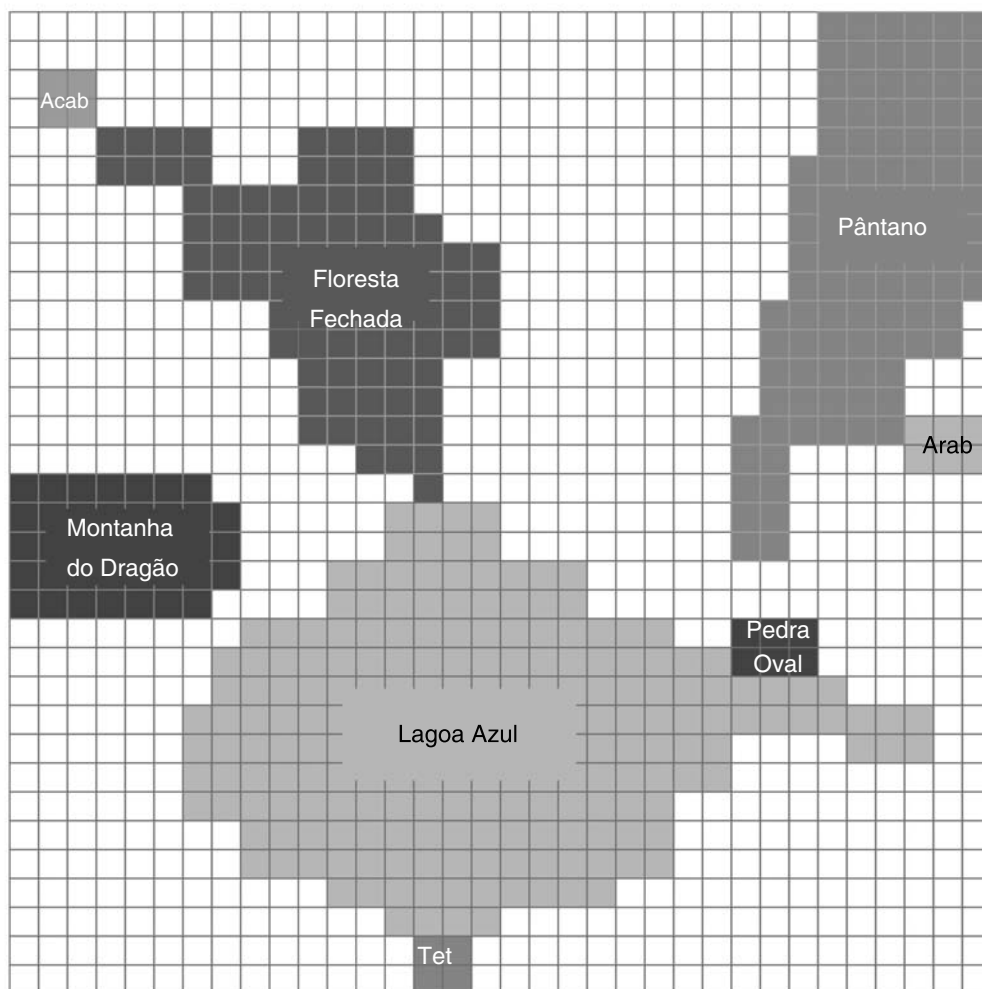 Acab
Pântano
Floresta
Fechada
Arab
Montanha
do Dragão
Pedra
Oval
Lagoa Azul
Tet